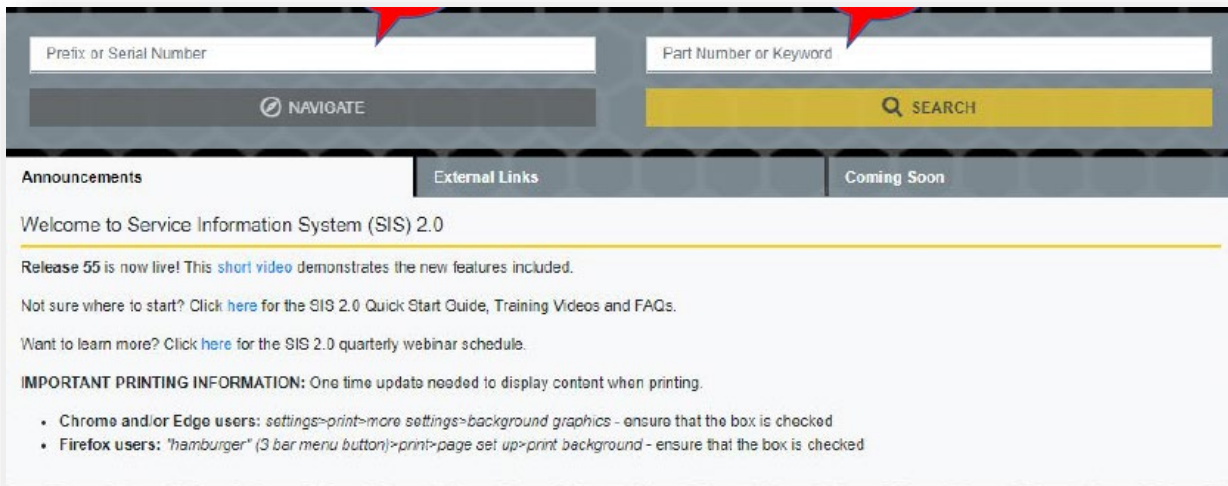 Prefix or Serial Number
Part Number or Keyword
NAVIGATE
SEARCH
Announcements
External Links
Coming Soon
Welcome to Service Information System (SIS) 2.0
Release 55 is now live! This short video demonstrates the new features included.
Not sure where to start? Click here for the SIS 2.0 Quick Start Guide, Training Videos and FAQs.
Want to learn more? Click here for the SIS 2.0 quarterly webinar schedule.
IMPORTANT PRINTING INFORMATION: One time update needed to display content when printing.
• Chrome and/or Edge users: settings>print>more settings>background graphics - ensure that the box is checked
• Firefox users: "hamburger" (3 bar menu button)>print>page set up>print background - ensure that the box is checked